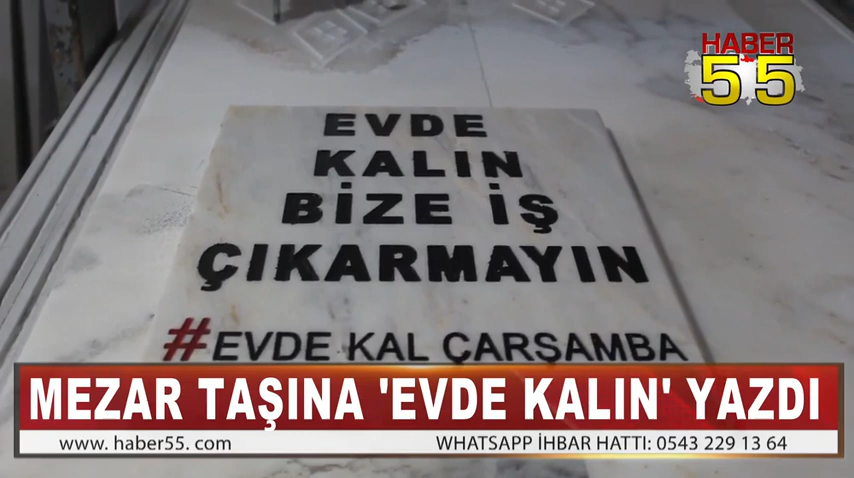 HABER
55
EVDE
KALIN
BİZE İŞ
ÇIKARMAYIN
#EVDE KAL ÇARŞAMBA
MEZAR TAŞINA 'EVDE KALIN' YAZDI
www. haber55. com WHATSAPP İHBAR HATTI: 0543 229 13 64